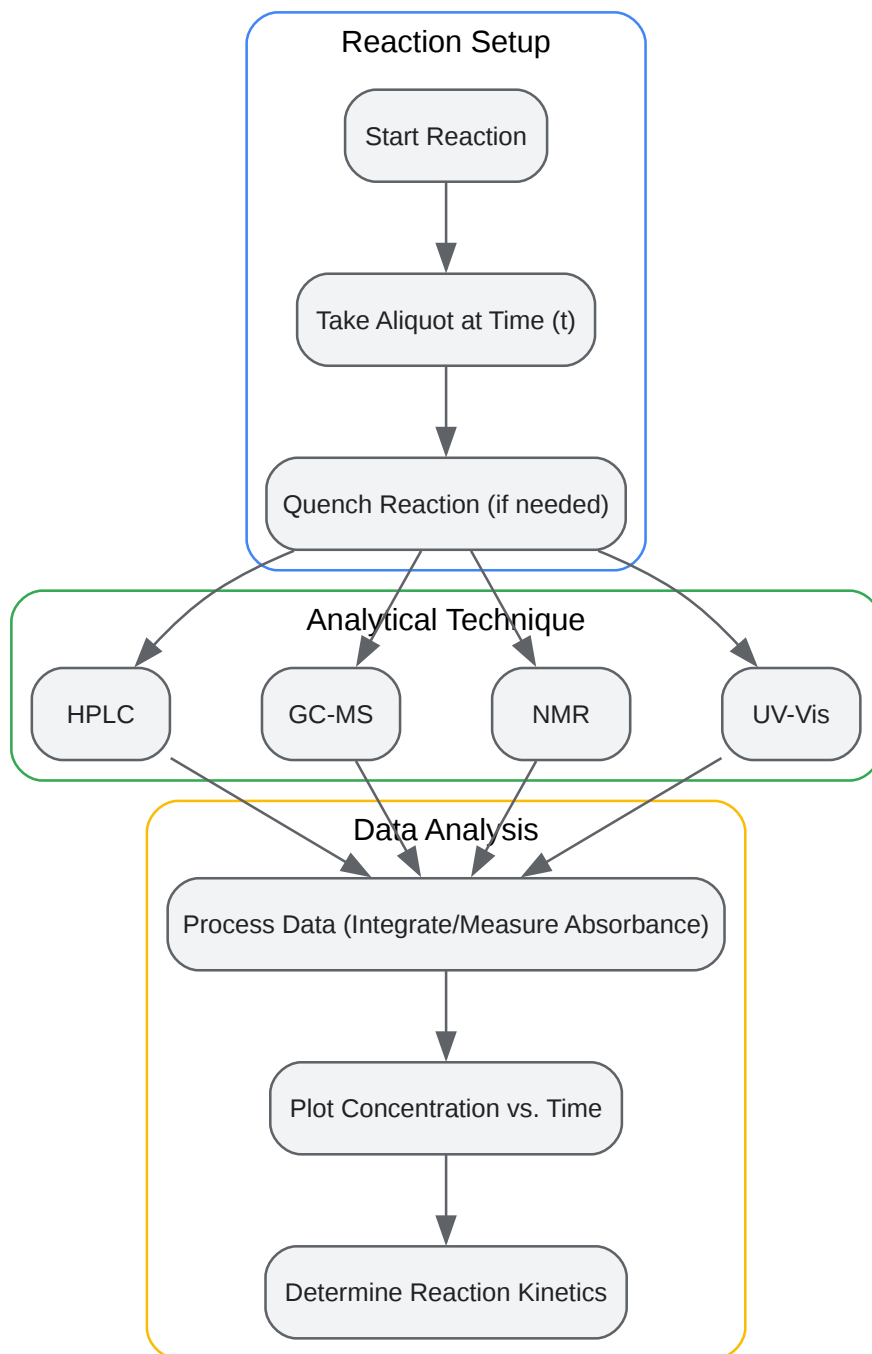 Reaction Setup
Start Reaction
Take Aliquot at Time (t)
Quench Reaction (if needed)
Analytical Technique
HPLC
GC-MS
NMR
UV-Vis
Data Analysis
Process Data (Integrate/Measure Absorbance)
Plot Concentration vs. Time
Determine Reaction Kinetics